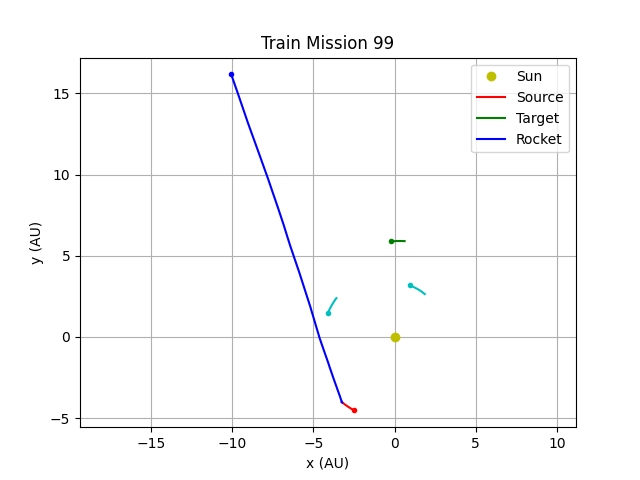 Train Mission 99
Sun
Source
Target
Rocket
15
10
5
0
−5
y (AU)
−15
−10
−5
0
5
10
x (AU)